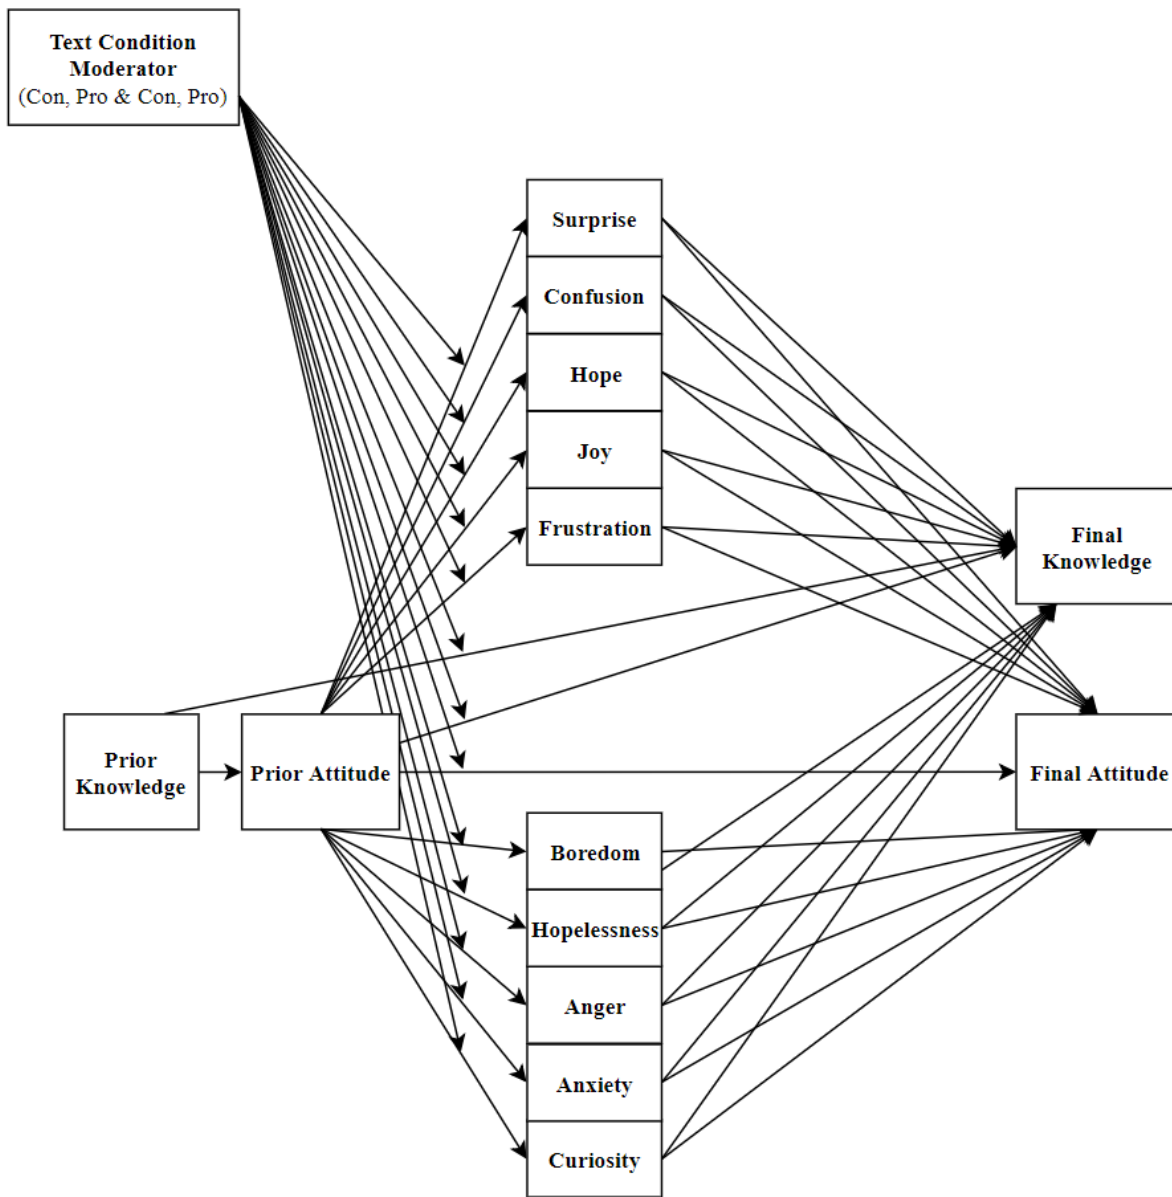 Text Condition
Moderator
(Con, Pro & Con, Pro)
Surprise
Confusion
Hope
Joy
Frustration
Final
Knowledge
Prior
Knowledge
Prior Attitude
Final Attitude
Boredom
Hopelessness
Anger
Anxiety
Curiosity